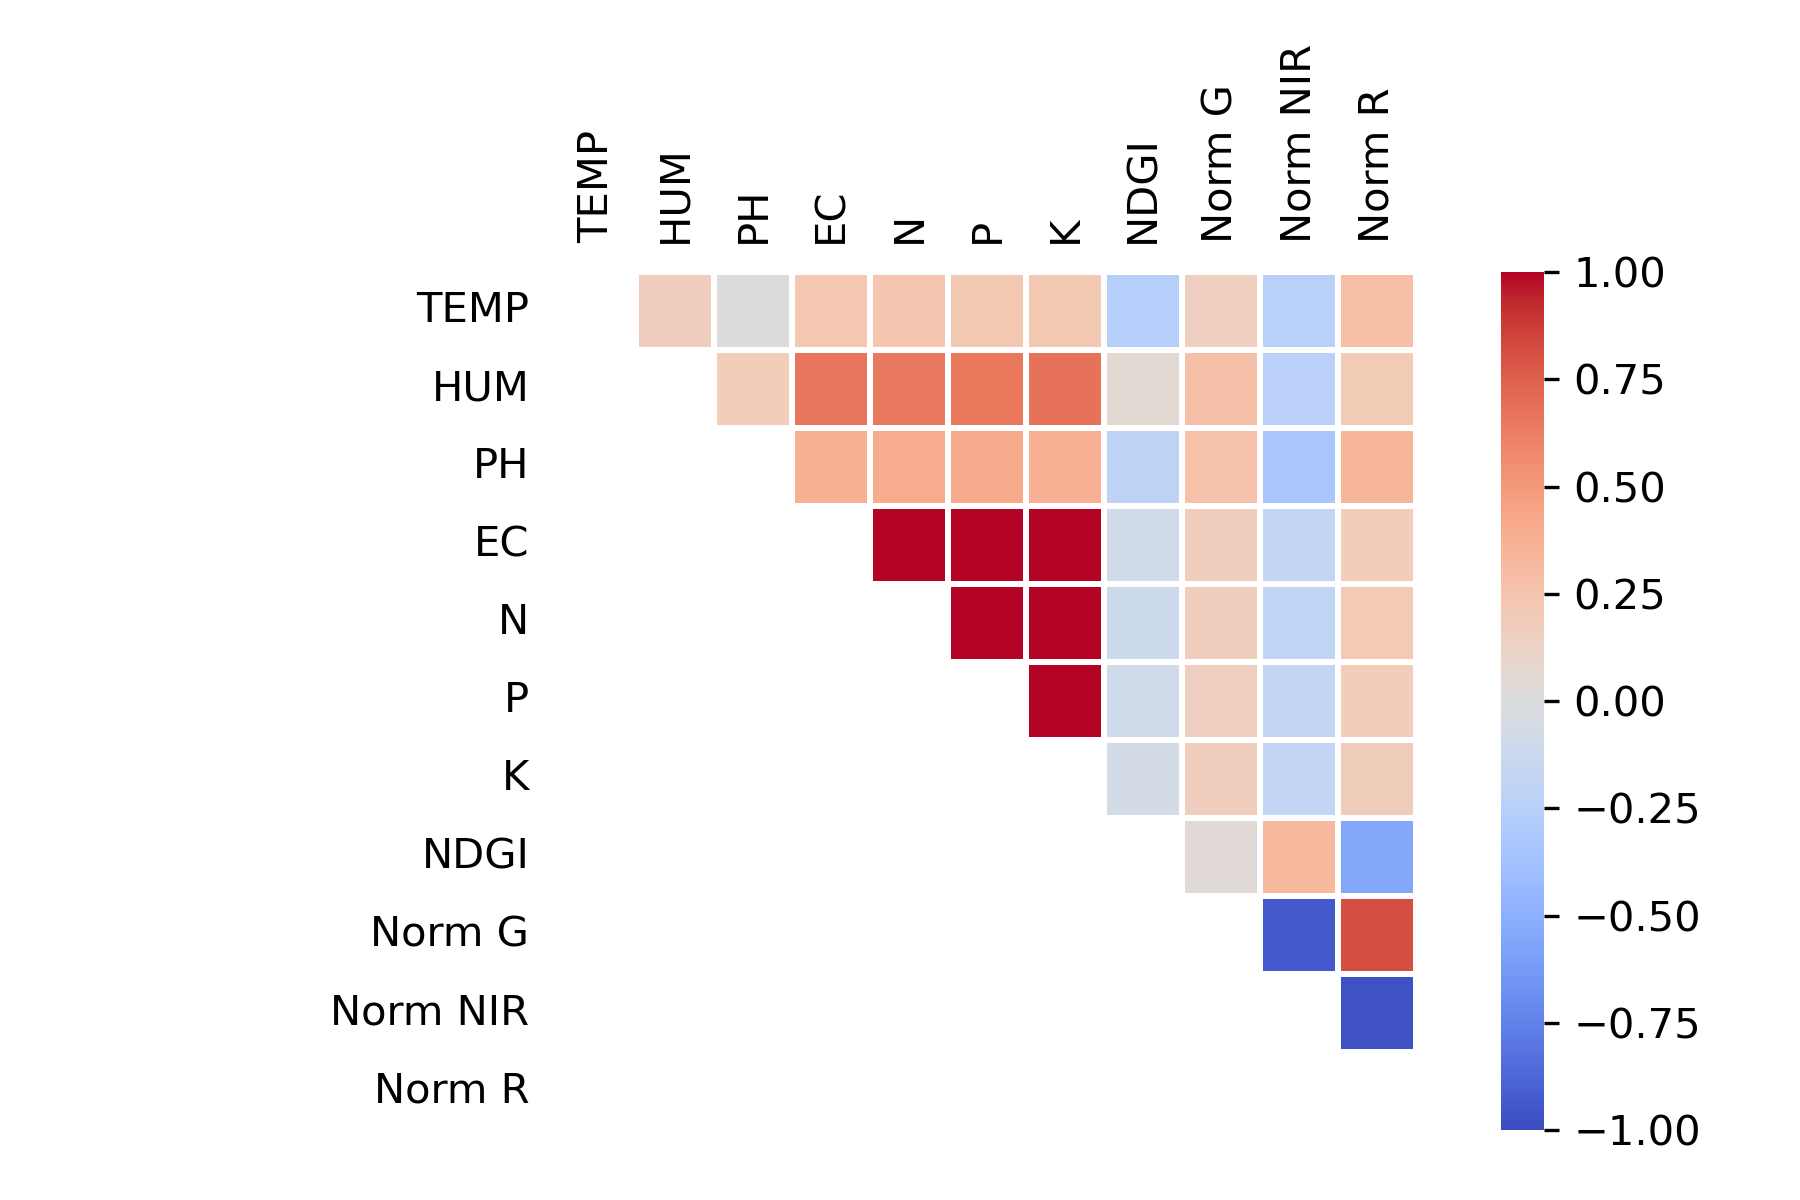 TEMP
HUM
PH
EC
N
P
K
NDGI
Norm G
Norm NIR
Norm R
TEMP
HUM
PH
EC
N
P
K
NDGI
Norm G
Norm NIR
Norm R
1.00
0.75
0.50
0.25
0.00
−0.25
−0.50
−0.75
−1.00